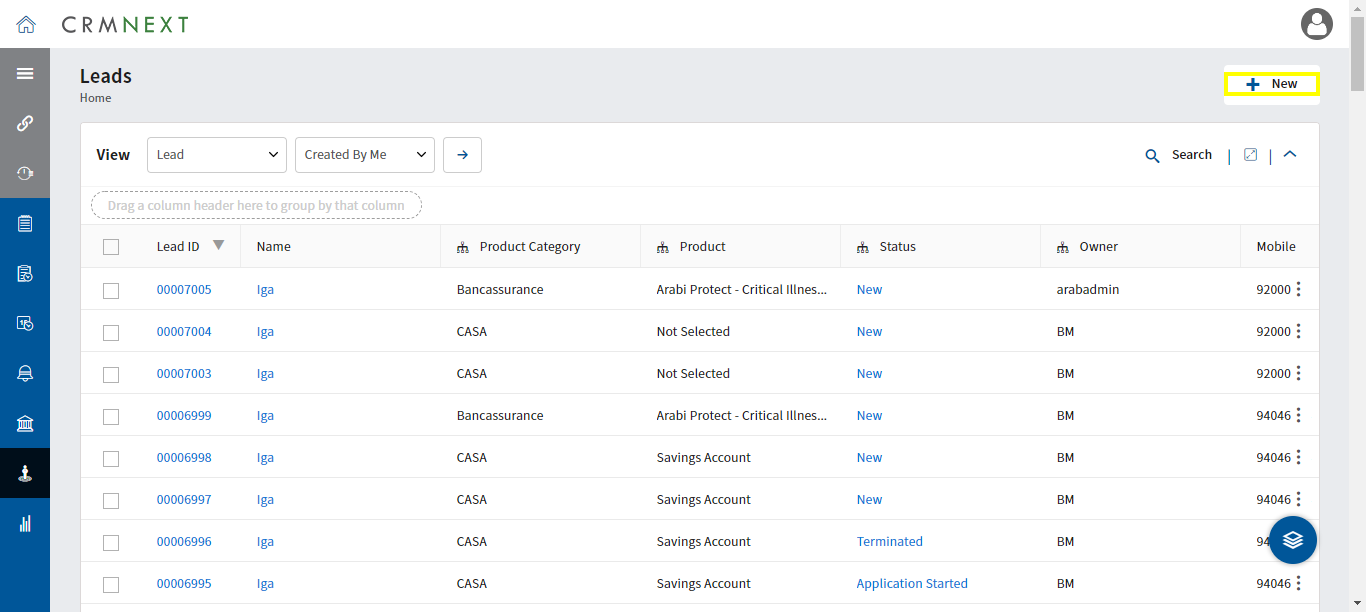 CRMNEXT
Leads
Home
New
View Lead Created By Me Search
Drag a column header here to group by that column
Lead ID Name Product Category Product Status Owner Mobile
00007005 Iga Bancassurance Arabi Protect - Critical Illnes... New arabadmin 92000
00007004 Iga CASA Not Selected New BM 92000
00007003 Iga CASA Not Selected New BM 92000
00006999 Iga Bancassurance Arabi Protect - Critical Illnes... New BM 94046
00006998 Iga CASA Savings Account New BM 94046
00006997 Iga CASA Savings Account New BM 94046
00006996 Iga CASA Savings Account Terminated BM 94
00006995 Iga CASA Savings Account Application Started BM 94046